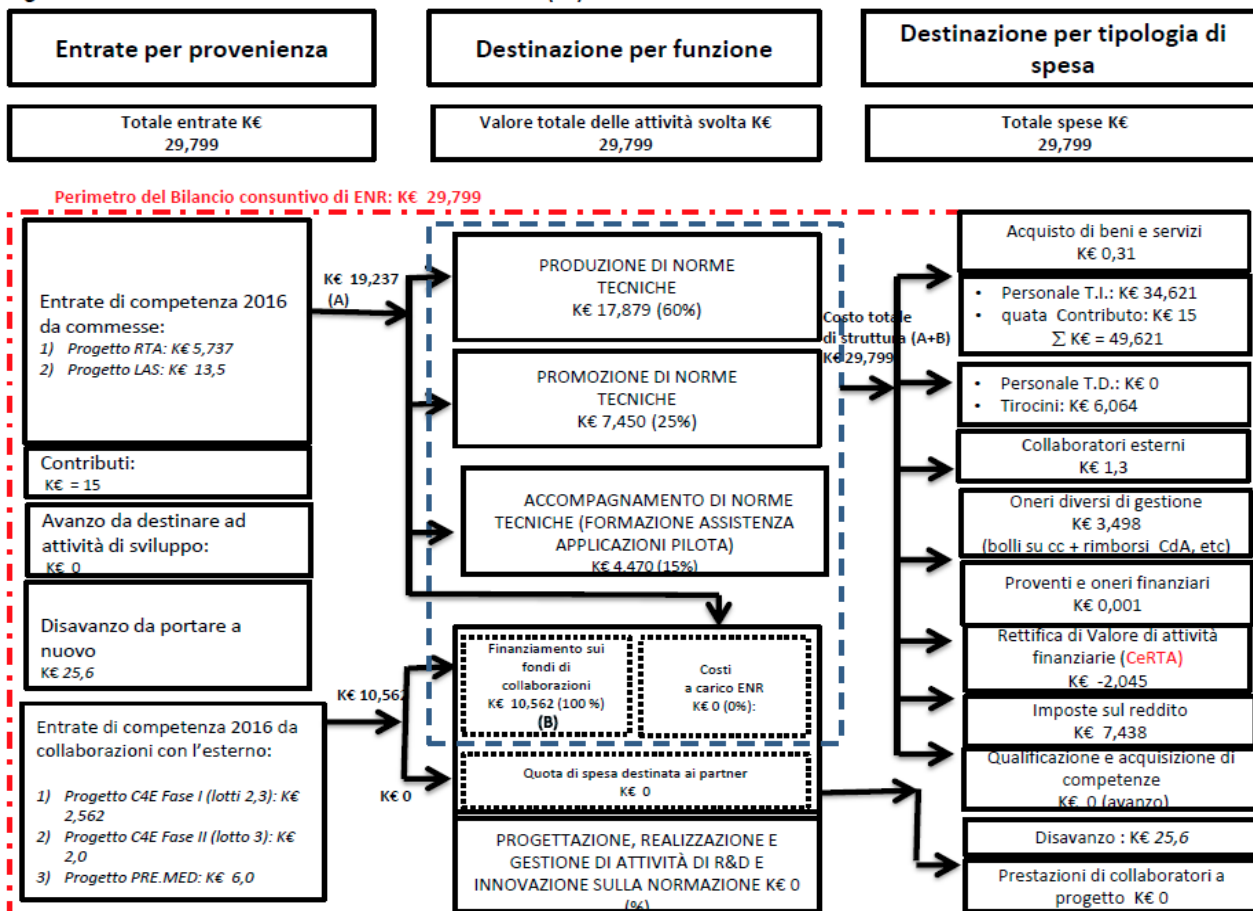 Entrate per provenienza
Destinazione per funzione
Destinazione per tipologia di
spesa
Totale entrate K€
29,799
Valore totale delle attività svolta K€
29,799
Totale spese K€
29,799
Perimetro del Bilancio consuntivo di ENR: K€ 29,799
Entrate di competenza 2016
da commesse:
1) Progetto RTA: K€ 5,737
2) Progetto LAS: K€ 13,5
Contributi:
K€ = 15
Avanzo da destinare ad
attività di sviluppo:
K€ 0
Disavanzo da portare a
nuovo
K€ 25,6
Entrate di competenza 2016 da
collaborazioni con l'esterno:
1) Progetto C4E Fase I (lotti 2,3): K€
2,562
2) Progetto C4E Fase II (lotto 3): K€
2,0
3) Progetto PRE.MED: K€ 6,0
K€ 19,237
(A)
K€ 10,562
K€ 0
PRODUZIONE DI NORME
TECNICHE
K€ 17,879 (60%)
PROMOZIONE DI NORME
TECNICHE
K€ 7,450 (25%)
ACCOMPAGNAMENTO DI NORME
TECNICHE (FORMAZIONE ASSISTENZA
APPLICAZIONI PILOTA)
K€ 4.470 (15%)
Finanziamento sui
fondi di
collaborazioni
K€ 10,562 (100 %)
(B)
Costi
a carico ENR
K€ 0 (0%):
Quota di spesa destinata ai partner
K€ 0
PROGETTAZIONE, REALIZZAZIONE E
GESTIONE DI ATTIVITÀ DI R&D E
INNOVAZIONE SULLA NORMAZIONE K€ 0
(%)
Costo totale
di struttura (A+B)
K€ 29,799
Acquisto di beni e servizi
K€ 0,31
• Personale T.I.: K€ 34,621
• quata Contributo: K€ 15
∑ K€ = 49,621
• Personale T.D.: K€ 0
• Tirocini: K€ 6,064
Collaboratori esterni
K€ 1,3
Oneri diversi di gestione
K€ 3,498
(bolli su cc + rimborsi CdA, etc)
Proventi e oneri finanziari
K€ 0,001
Rettifica di Valore di attività
finanziarie (CeRTA)
K€ -2,045
Imposte sul reddito
K€ 7,438
Qualificazione e acquisizione di
competenze
K€ 0 (avanzo)
Disavanzo : K€ 25,6
Prestazioni di collaboratori a
progetto K€ 0